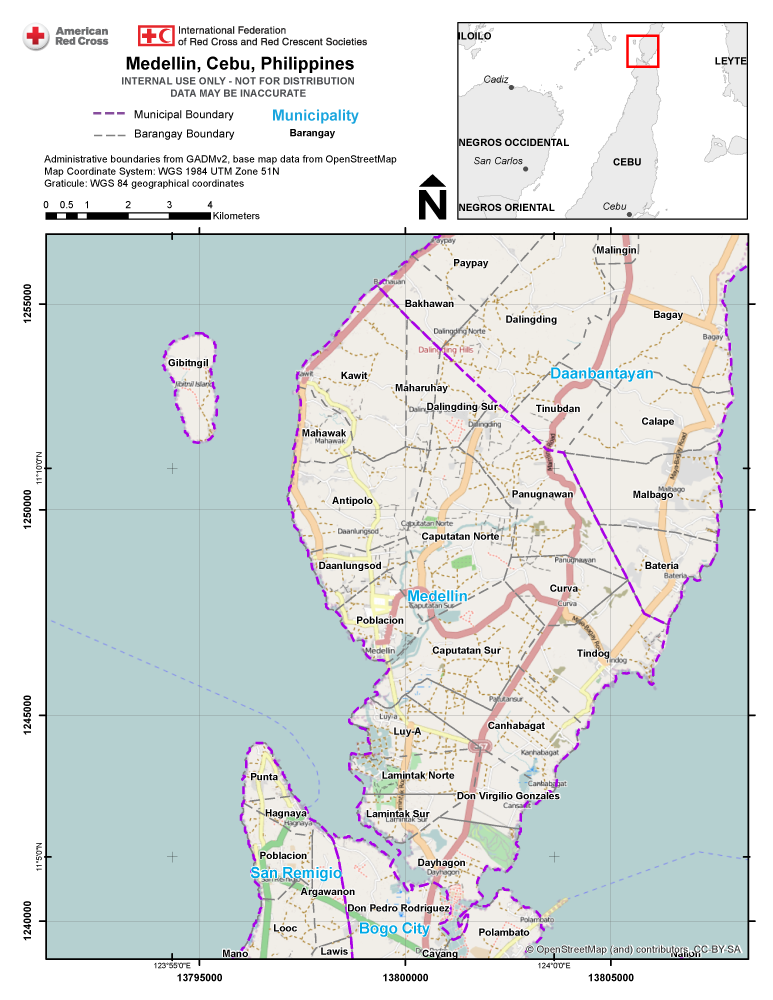 American
Red Cross
International Federation
of Red Cross and Red Crescent Societies
Medellin, Cebu, Philippines
INTERNAL USE ONLY - NOT FOR DISTRIBUTION
DATA MAY BE INACCURATE
Municipal Boundary
Municipality
Barangay Boundary
Barangay
Administrative boundaries from GADMv2, base map data from OpenStreetMap
Map Coordinate System: WGS 1984 UTM Zone 51N
Graticule: WGS 84 geographical coordinates
0 0.5 1 2 3 4
Kilometers
N
ILOILO
LEYTE
Cadiz
NEGROS OCCIDENTAL
San Carlos
CEBU
NEGROS ORIENTAL
Cebu
Paypay
Malingin
Paypay
Bakhawan
1255000
Bagay
Dalingding
Dalingding Norte
Bagay
Dalingding Hills
Gibitngil
Daanbantayan
Kawit
Maharuhay
Dalingding Sur
Tinubdan
Calape
Dalingding
Mahawak
Mahawak
Maya-Bagay Road
11°10'0"N
Malbago
Malbago
Panugnawan
Antipolo
1250000
Caputatan Norte
Daanlungsod
Caputatan Norte
Panugnawan
Daanlungsod
Bateria
Bateria
Curva
Medellin
Curva
Caputatan Sur
Poblacion
Medellin
Caputatan Sur
Tindog
Tindog
1245000
Luy-a
Luy-A
Canhabagat
Kanhabagat
Punta
Lamintak Norte
Canhabagat
Don Virgilio Gonzales
Hagnaya
Hagnaya
Lamintak Sur
Lamintak Sur
11°5'0"N
Poblacion
Dayhagon
Dayhagon
San Remigio
Argawanon
Don Pedro Rodriguez
1240000
Looc
Bogo City
Polambato
Polambato
Mano
Lawis
Cayang
Nailon
© OpenStreetMap (and) contributors, CC-BY-SA
123°55'0"E
124°0'0"E
13795000
13800000
13805000